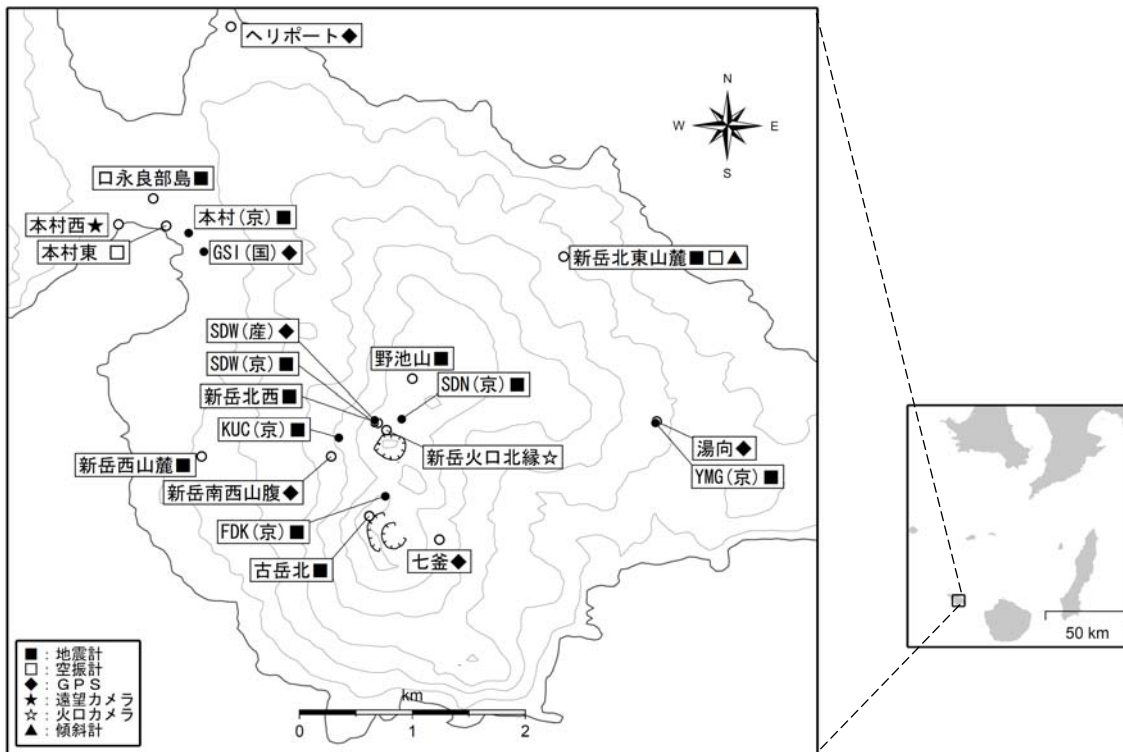 ヘリポート◆
N
W E
S
口永良部島■
本村西★
本村(京)■
本村東 □
GSI(国)◆
新岳北東山麓■□▲
SDW(産)◆
野池山■
SDW(京)■
SDN(京)■
新岳北西■
KUC(京)■
湯向◆
新岳西山麓■
新岳火口北縁☆
YMG(京)■
新岳南西山腹◆
FDK(京)■
七釜◆
古岳北■
■：地震計
□：空振計
◆：ＧＰＳ
★：遠望カメラ
☆：火口カメラ
▲：傾斜計
km
0 1 2
50 km